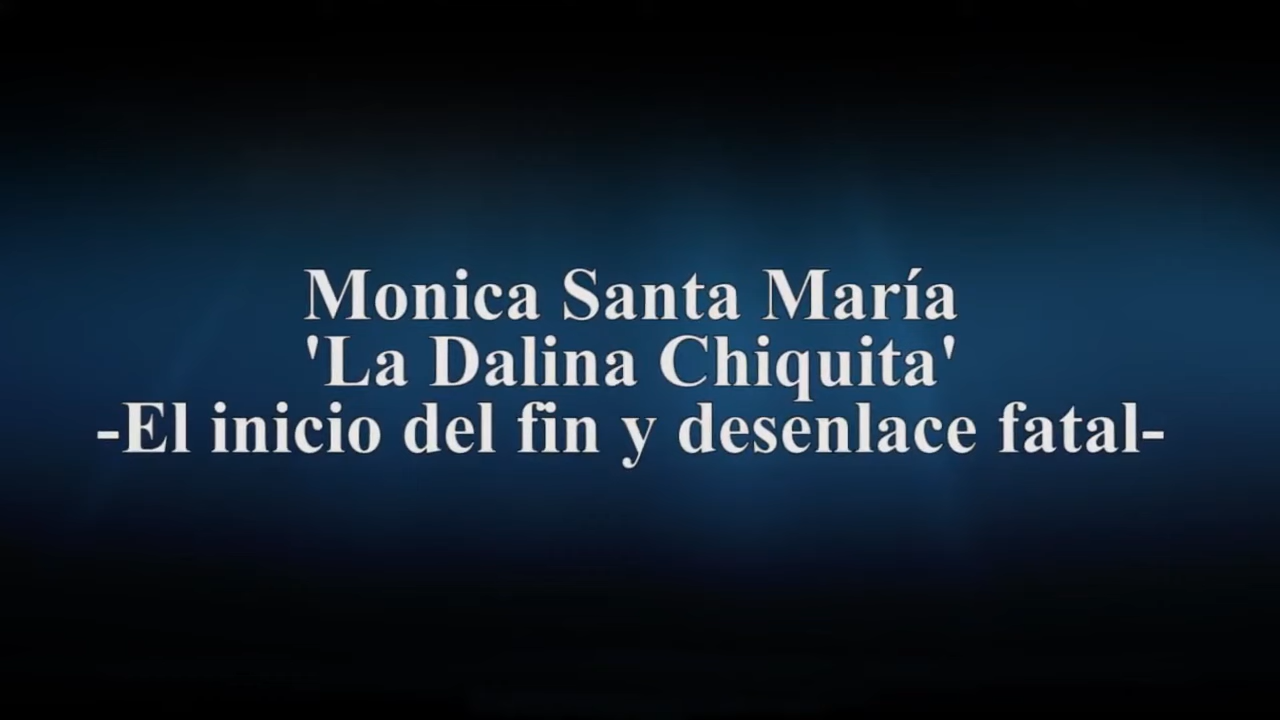 Monica Santa María
'La Dalina Chiquita'
-El inicio del fin y desenlace fatal-